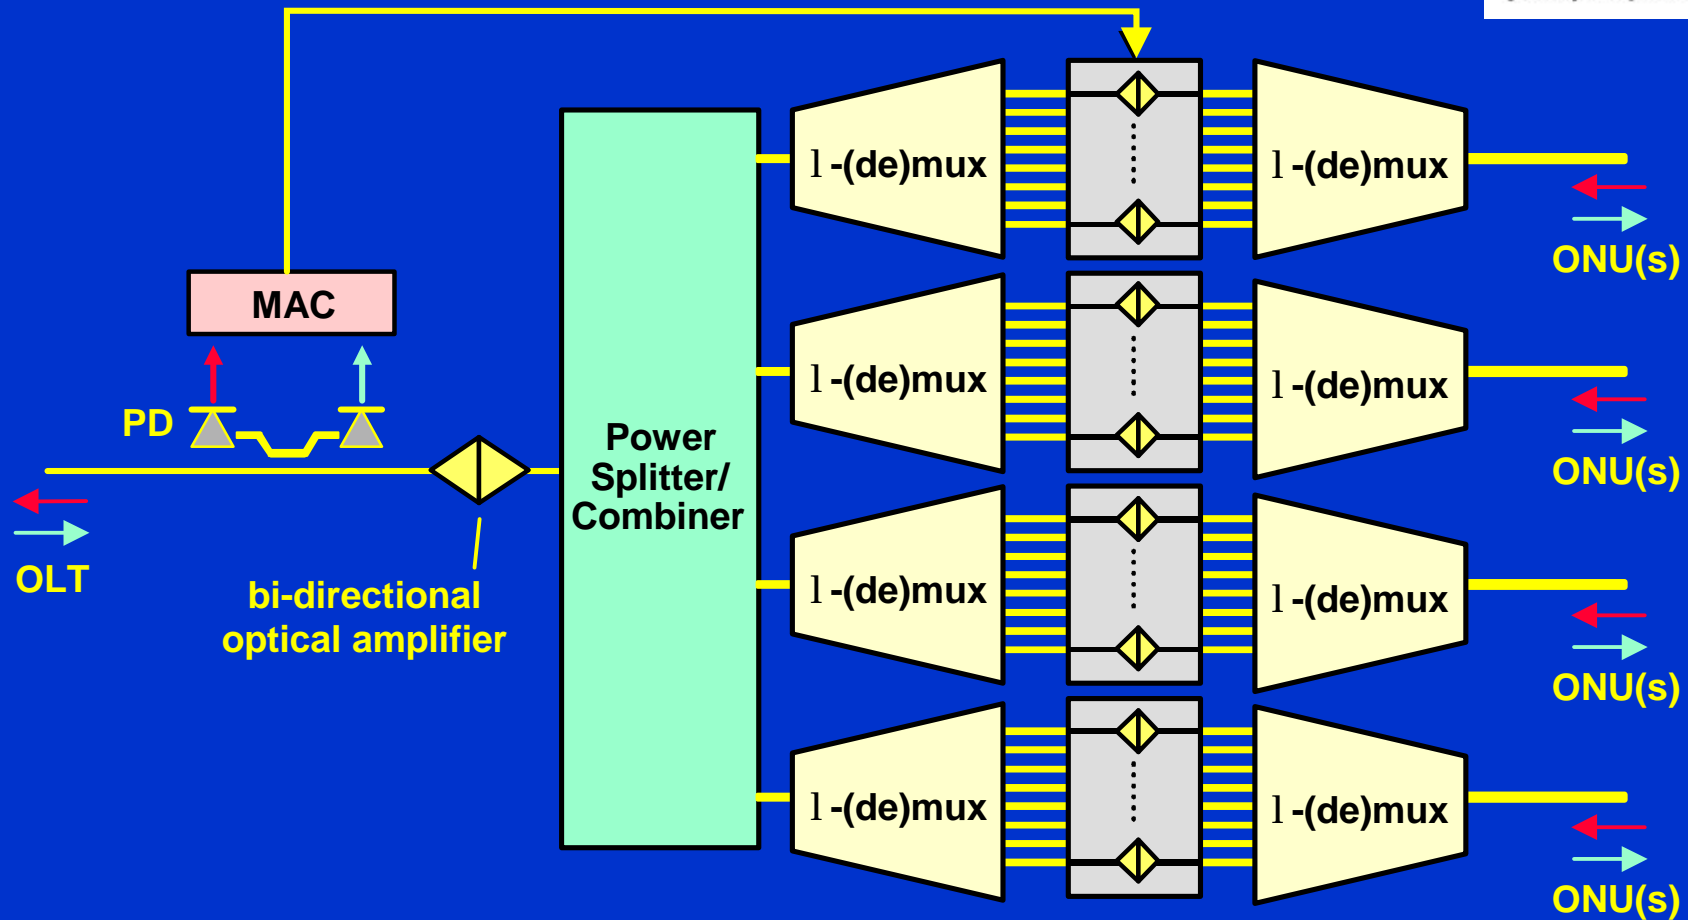 l -(de)mux
l -(de)mux
ONU(s)
MAC
l -(de)mux
l -(de)mux
PD
Power
Splitter/
Combiner
ONU(s)
OLT
bi-directional
optical amplifier
l -(de)mux
l -(de)mux
ONU(s)
l -(de)mux
l -(de)mux
ONU(s)